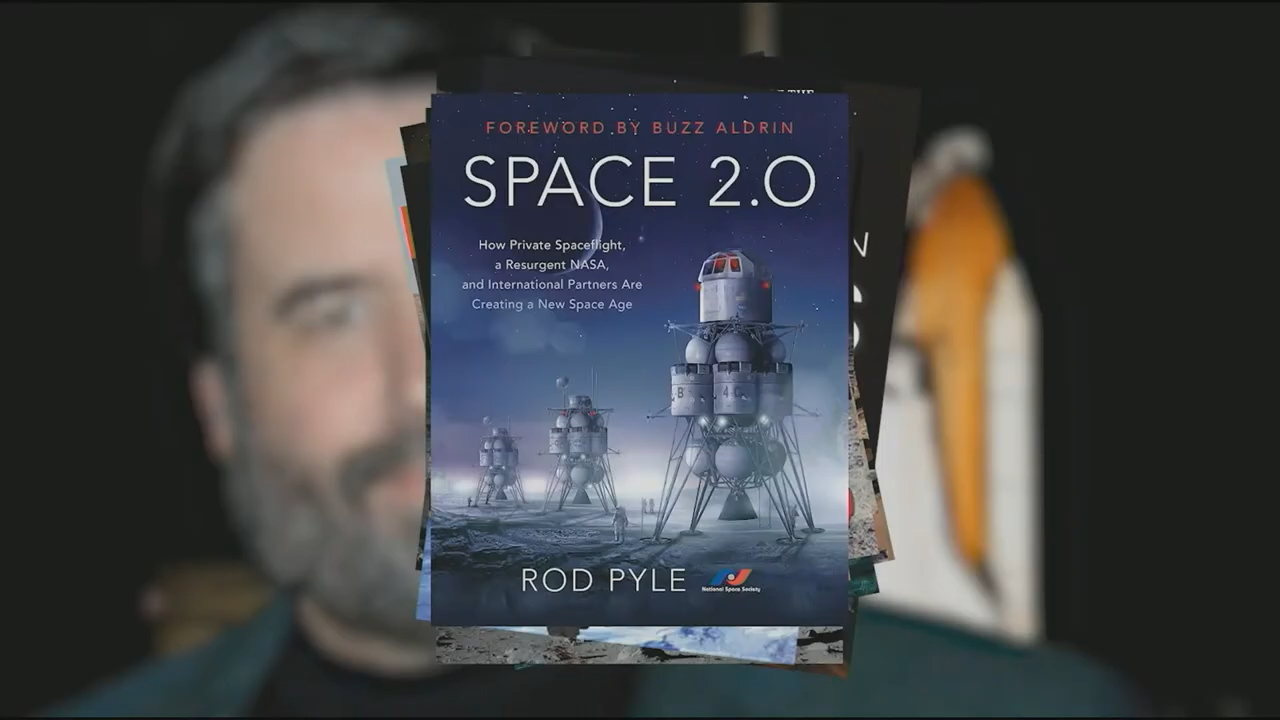 FOREWORD BY BUZZ ALDRIN
SPACE 2.0
How Private Spaceflight,
a Resurgent NASA,
and International Partners Are
Creating a New Space Age
B
4C
ROD PYLE
National Space Society